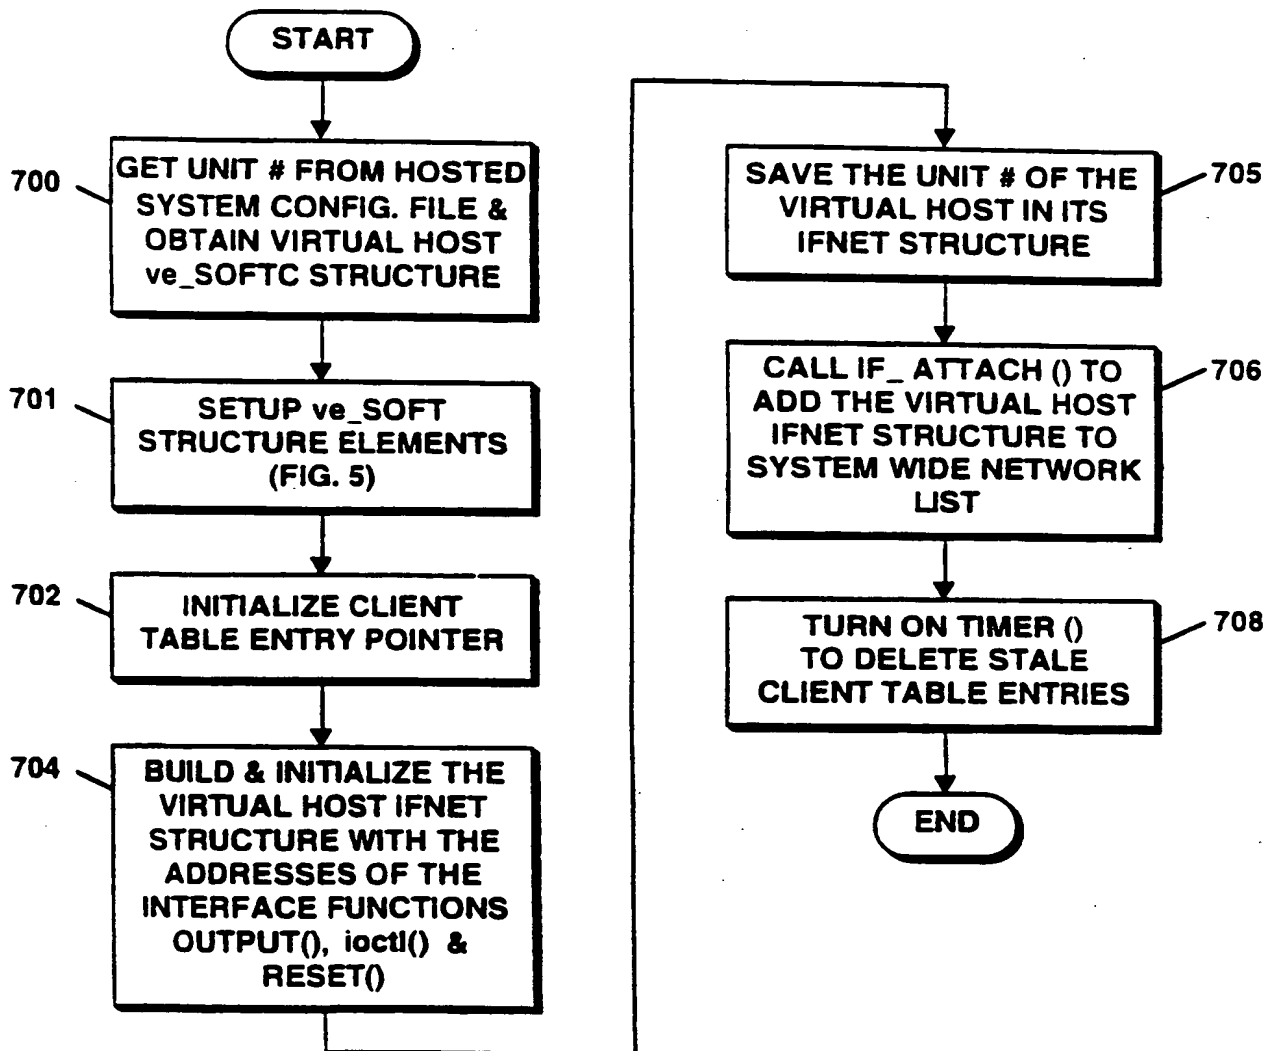 START
700
GET UNIT # FROM HOSTED
SYSTEM CONFIG. FILE &
OBTAIN VIRTUAL HOST
ve_SOFTC STRUCTURE
701
SETUP ve_SOFT
STRUCTURE ELEMENTS
(FIG. 5)
702
INITIALIZE CLIENT
TABLE ENTRY POINTER
704
BUILD & INITIALIZE THE
VIRTUAL HOST IFNET
STRUCTURE WITH THE
ADDRESSES OF THE
INTERFACE FUNCTIONS
OUTPUT(), ioctl() &
RESET()
705
SAVE THE UNIT # OF THE
VIRTUAL HOST IN ITS
IFNET STRUCTURE
706
CALL IF_ ATTACH () TO
ADD THE VIRTUAL HOST
IFNET STRUCTURE TO
SYSTEM WIDE NETWORK
LIST
708
TURN ON TIMER ()
TO DELETE STALE
CLIENT TABLE ENTRIES
END